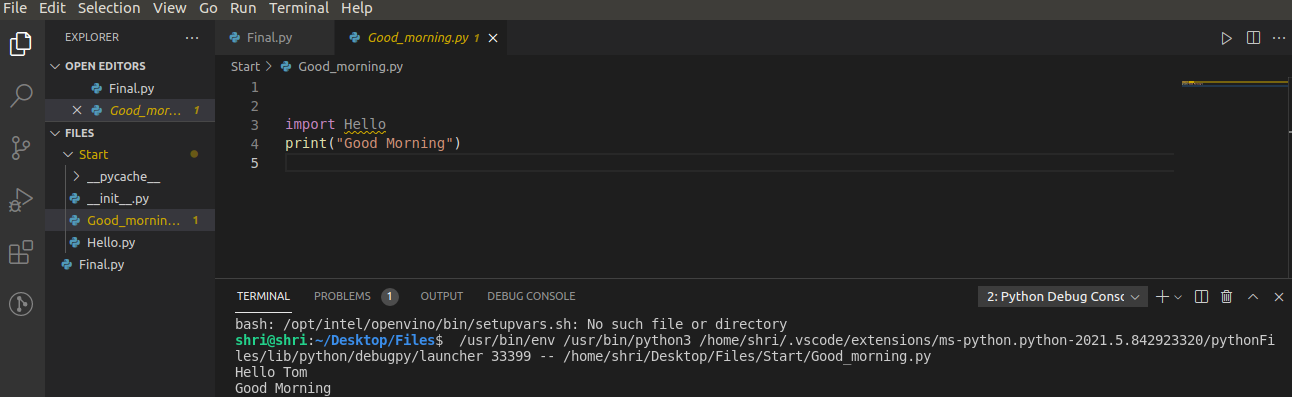 File Edit Selection View Go Run Terminal Help
EXPLORER ...
Final.py
Good_morning.py 1
OPEN EDITORS
Final.py
Good_mor... 1
FILES
Start
__pycache__
__init__.py
Good_mornin... 1
Hello.py
Final.py
Start > Good_morning.py
1
2
3 import Hello
4 print("Good Morning")
5
TERMINAL PROBLEMS 1 OUTPUT DEBUG CONSOLE
2: Python Debug Consc
bash: /opt/intel/openvino/bin/setupvars.sh: No such file or directory
shri@shri:~/Desktop/Files$  /usr/bin/env /usr/bin/python3 /home/shri/.vscode/extensions/ms-python.python-2021.5.842923320/pythonFi
les/lib/python/debugpy/launcher 33399 -- /home/shri/Desktop/Files/Start/Good_morning.py
Hello Tom
Good Morning